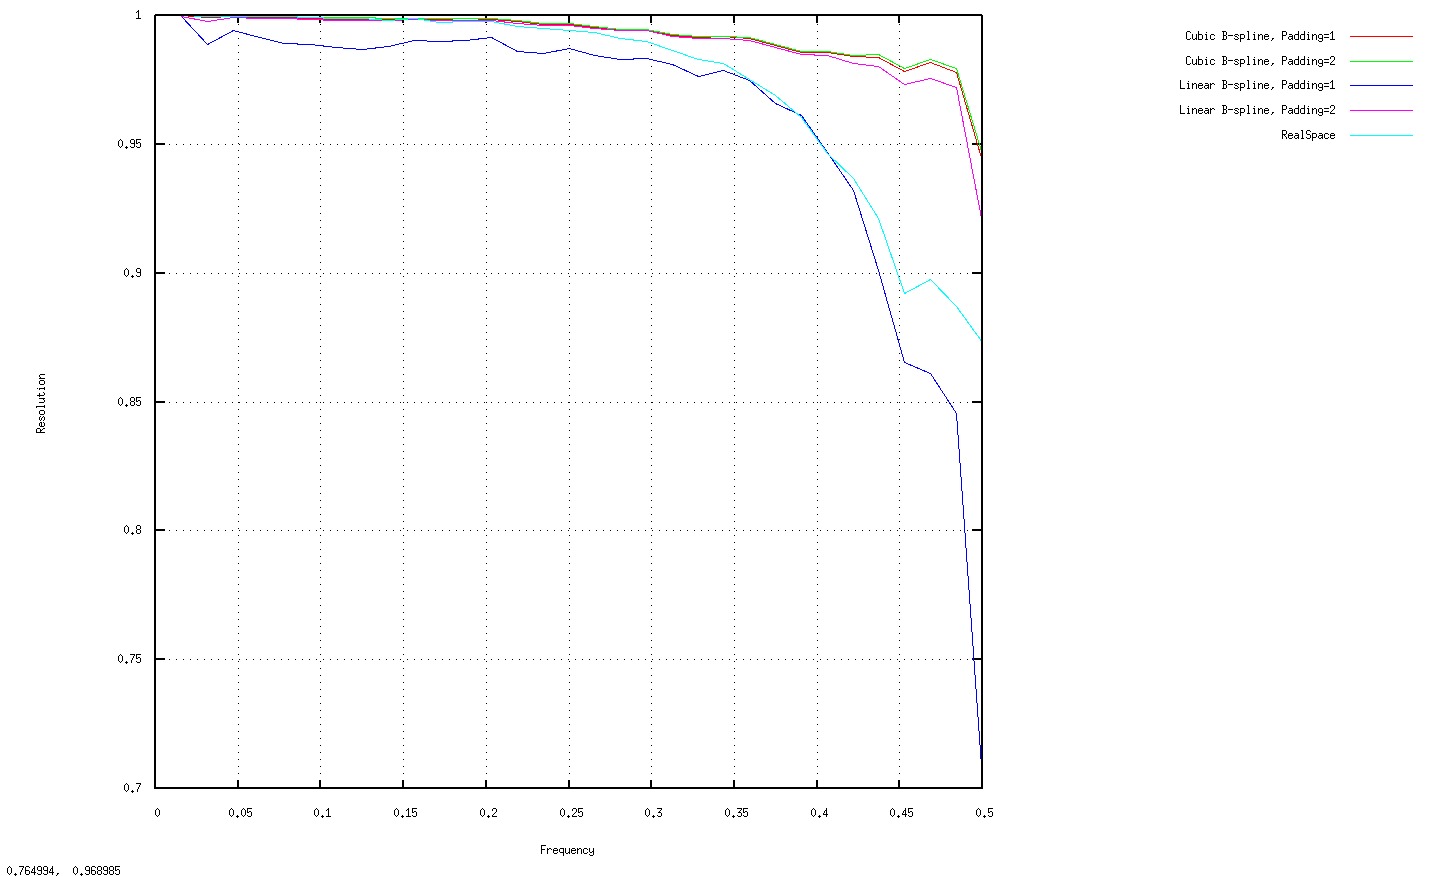 Cubic B-spline, Padding=1
Cubic B-spline, Padding=2
Linear B-spline, Padding=1
Linear B-spline, Padding=2
RealSpace
1
0.95
0.9
0.85
0.8
0.75
0.7
Resolution
0 0.05 0.1 0.15 0.2 0.25 0.3 0.35 0.4 0.45 0.5
Frequency
0.764994, 0.968985